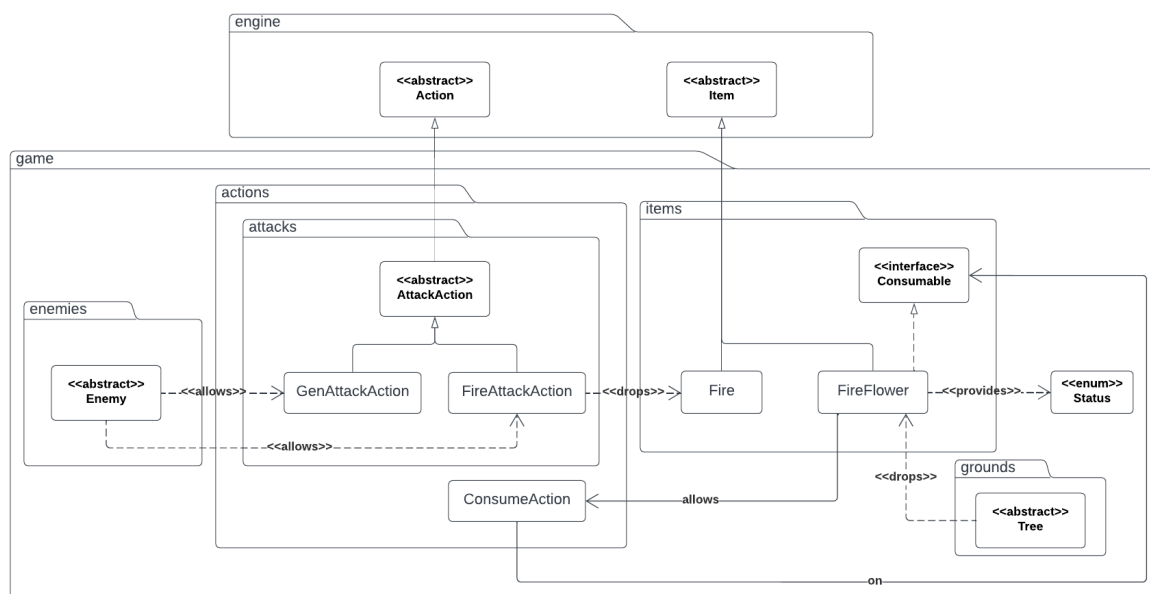 engine
<<abstract>>
Action
<<abstract>>
Item
game
actions
items
attacks
<<interface>>
Consumable
<<abstract>>
AttackAction
enemies
<<abstract>>
Enemy
<<allows>>
GenAttackAction
FireAttackAction
<<drops>>
Fire
FireFlower
<<provides>>
<<enum>>
Status
<<allows>>
grounds
<<drops>>
ConsumeAction
allows
<<abstract>>
Tree
on